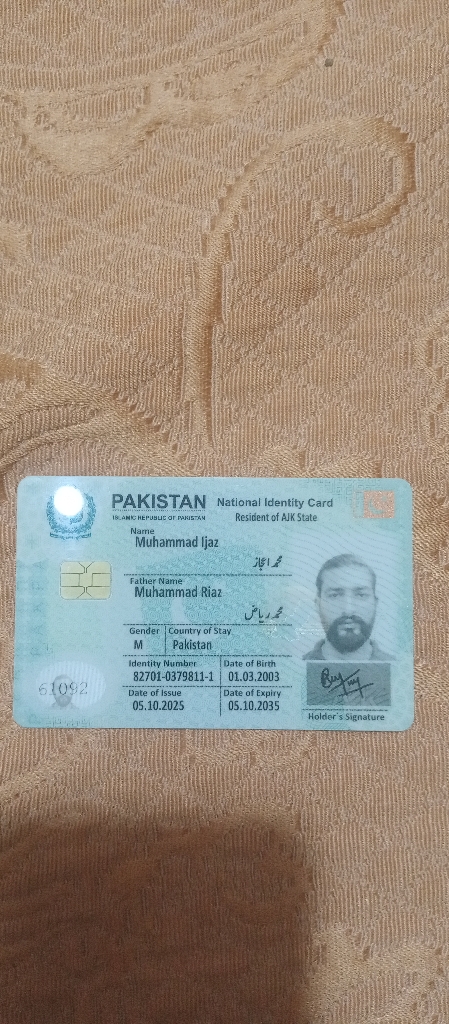 PAKISTAN National Identity Card
ISLAMIC REPUBLIC OF PAKISTAN Resident of AJK State
Name
Muhammad Ijaz
محمد اعجاز
Father Name
Muhammad Riaz
محمد ریاض
Gender Country of Stay
M Pakistan
Identity Number Date of Birth
82701-0379811-1 01.03.2003
Date of Issue Date of Expiry
05.10.2025 05.10.2035
61092
Holder's Signature